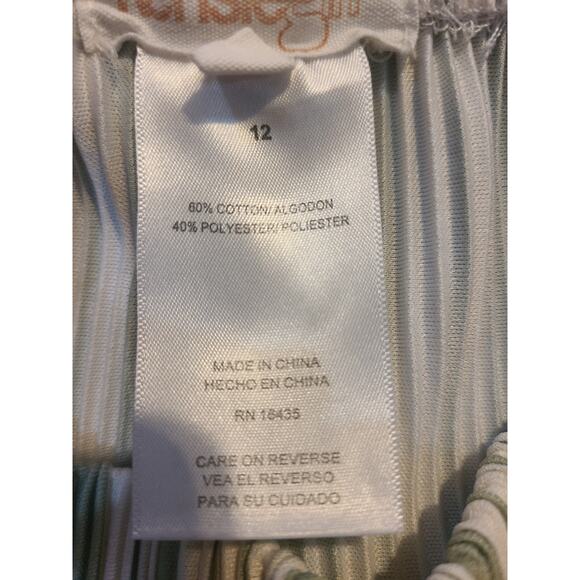 12
60% COTTON/ALGODON
40% POLYESTER/POLIESTER
MADE IN CHINA
HECHO EN CHINA
RN 16435
CARE ON REVERSE
VEA EL REVERSO
PARA SU CUIDADO